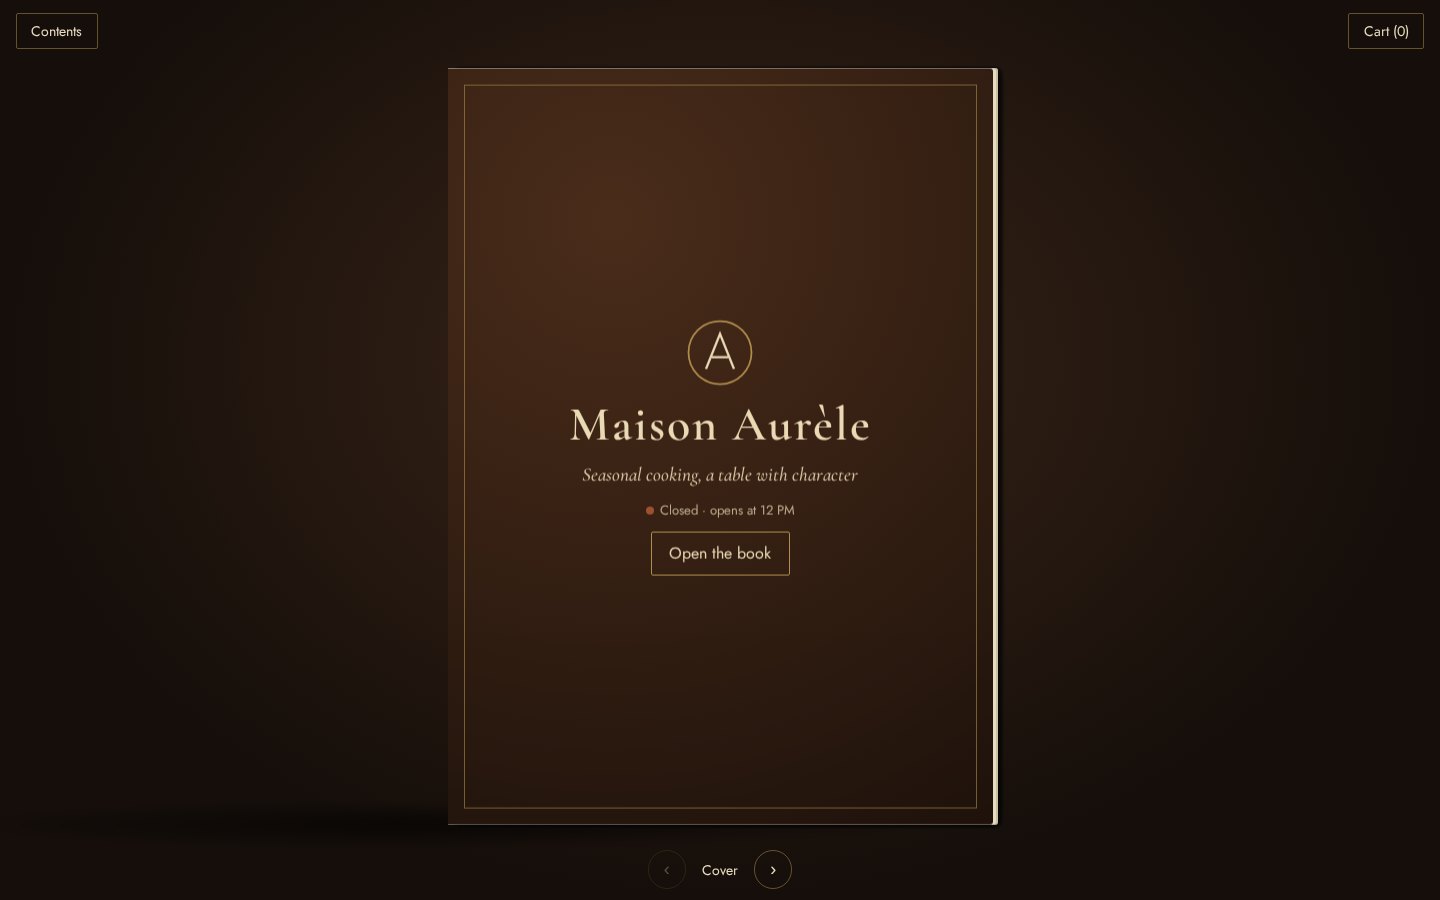 Contents
Cart (0)
A
Maison Aurèle
Seasonal cooking, a table with character
Closed · opens at 12 PM
Open the book
‹ Cover ›